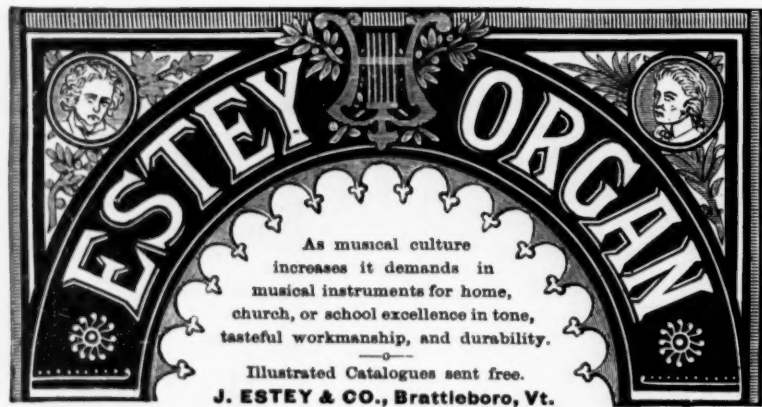 ESTEY ORGAN
As musical culture
increases it demands in
musical instruments for home,
church, or school excellence in tone,
tasteful workmanship, and durability.
Illustrated Catalogues sent free.
J. ESTEY & CO., Brattleboro, Vt.